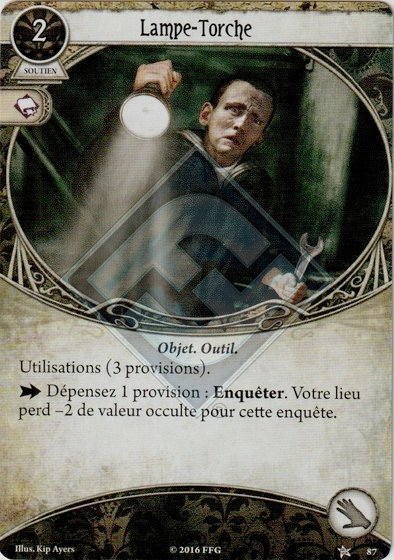 2
Lampe-Torche
SOUTIEN
Objet. Outil.
Utilisations (3 provisions).
Dépensez 1 provision : Enquêter. Votre lieu
perd –2 de valeur occulte pour cette enquête.
Illus. Kip Ayers
© 2016 FFG
87